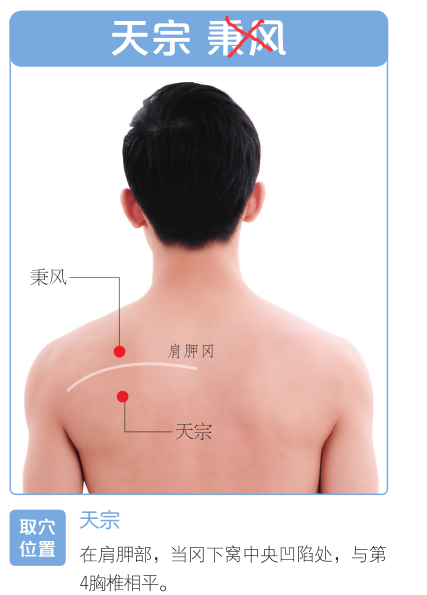 天宗 秉风
秉风
肩胛冈
天宗
取穴
位置
天宗
在肩胛部，当冈下窝中央凹陷处，与第
4胸椎相平。